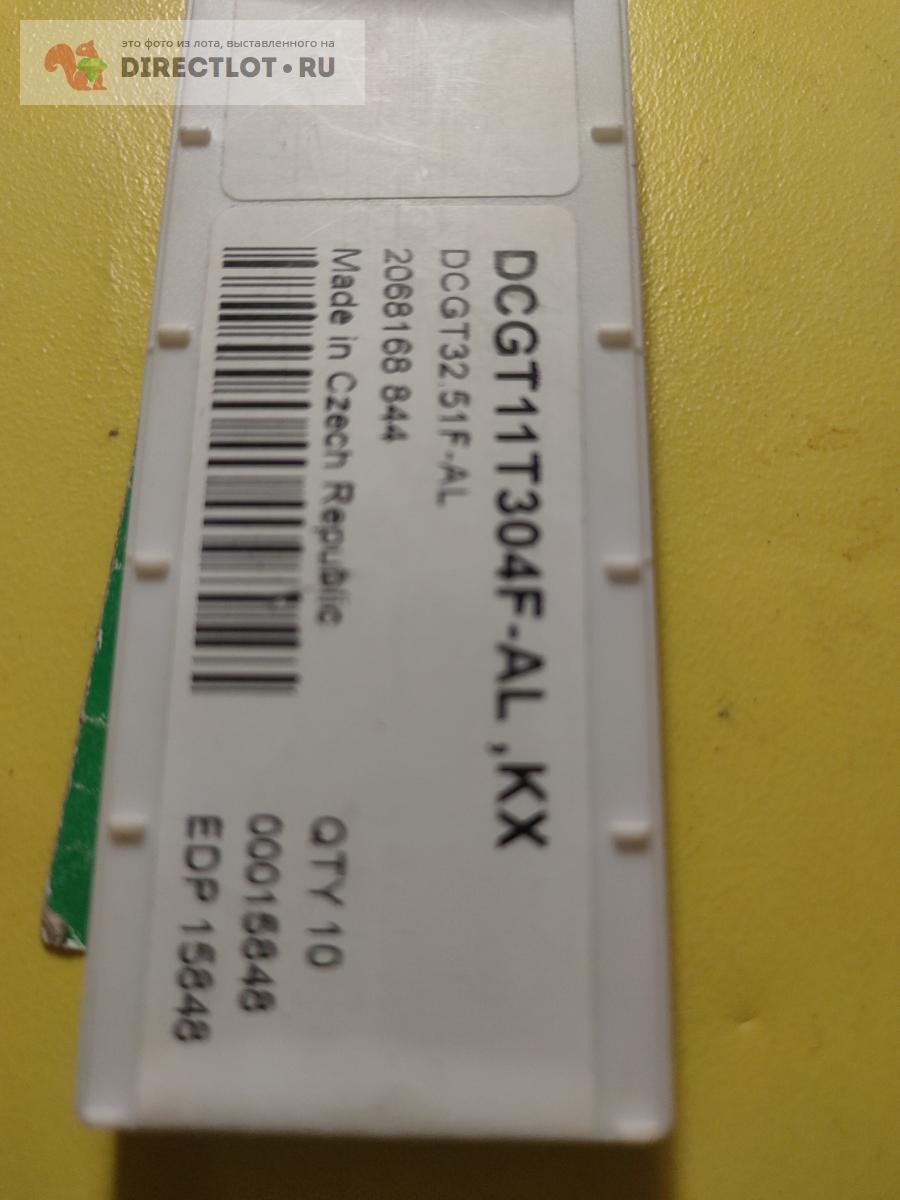 это фото из лота, выставленного на
DIRECTLOT•RU
DCGT11T304F-AL ,KX
DCGT32.51F-AL
2068168 844
Made in Czech Republic
QTY 10
0015848
EDP 15848